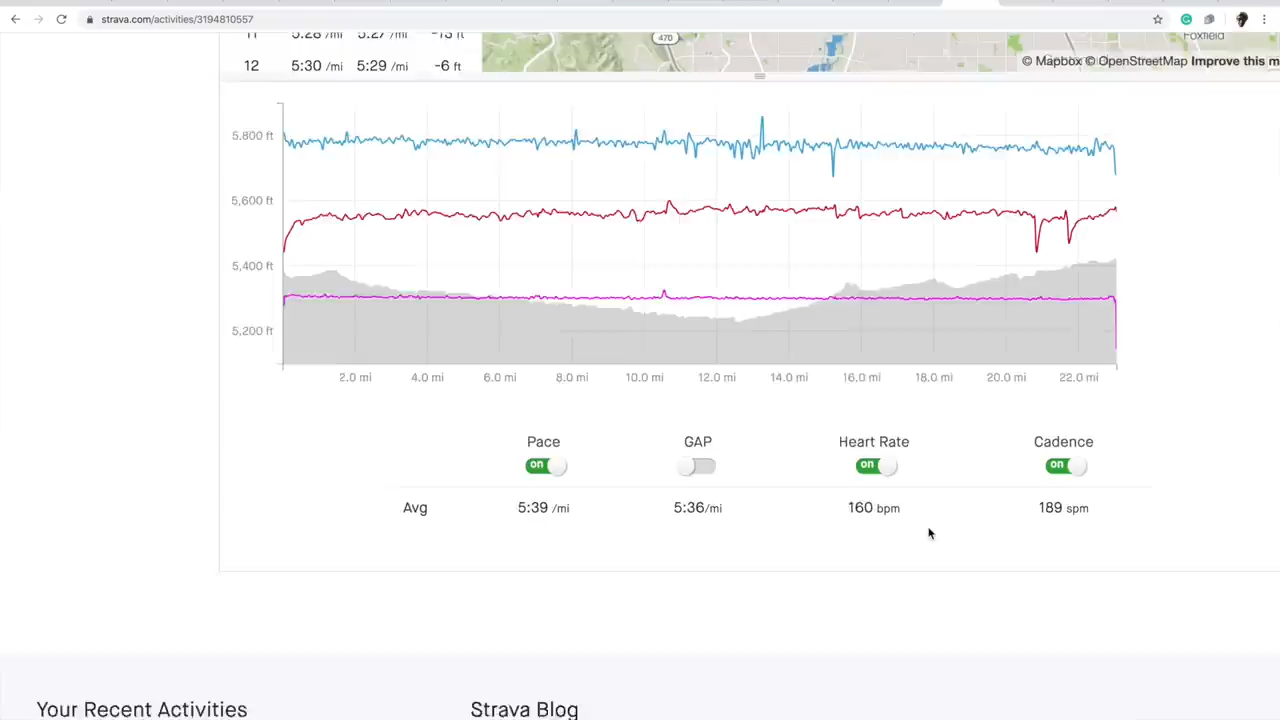 strava.com/activities/3194810557
11 5:28 /mi 5:27 /mi -13 ft
470
Foxfield
12 5:30 /mi 5:29 /mi -6 ft
© Mapbox © OpenStreetMap Improve this m
5,800 ft
5,600 ft
5,400 ft
5,200 ft
2.0 mi 4.0 mi 6.0 mi 8.0 mi 10.0 mi 12.0 mi 14.0 mi 16.0 mi 18.0 mi 20.0 mi 22.0 mi
Pace GAP Heart Rate Cadence
on on on
Avg 5:39 /mi 5:36/mi 160 bpm 189 spm
Your Recent Activities Strava Blog